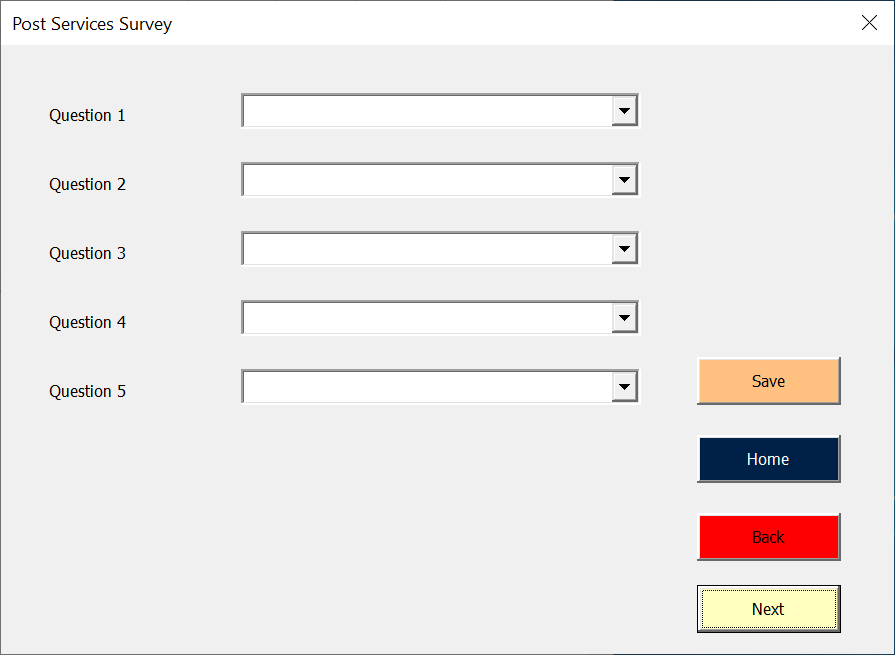 Post Services Survey
Question 1
Question 2
Question 3
Question 4
Question 5
Save
Home
Back
Next